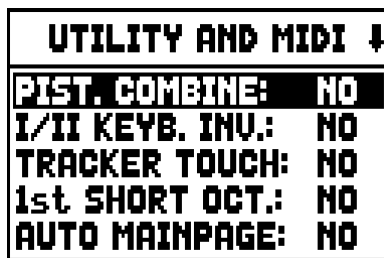 UTILITY AND MIDI ⬇
PIST. COMBINE: NO
I/II KEYB. INV.: NO
TRACKER TOUCH: NO
1st SHORT OCT.: NO
AUTO MAINPAGE: NO